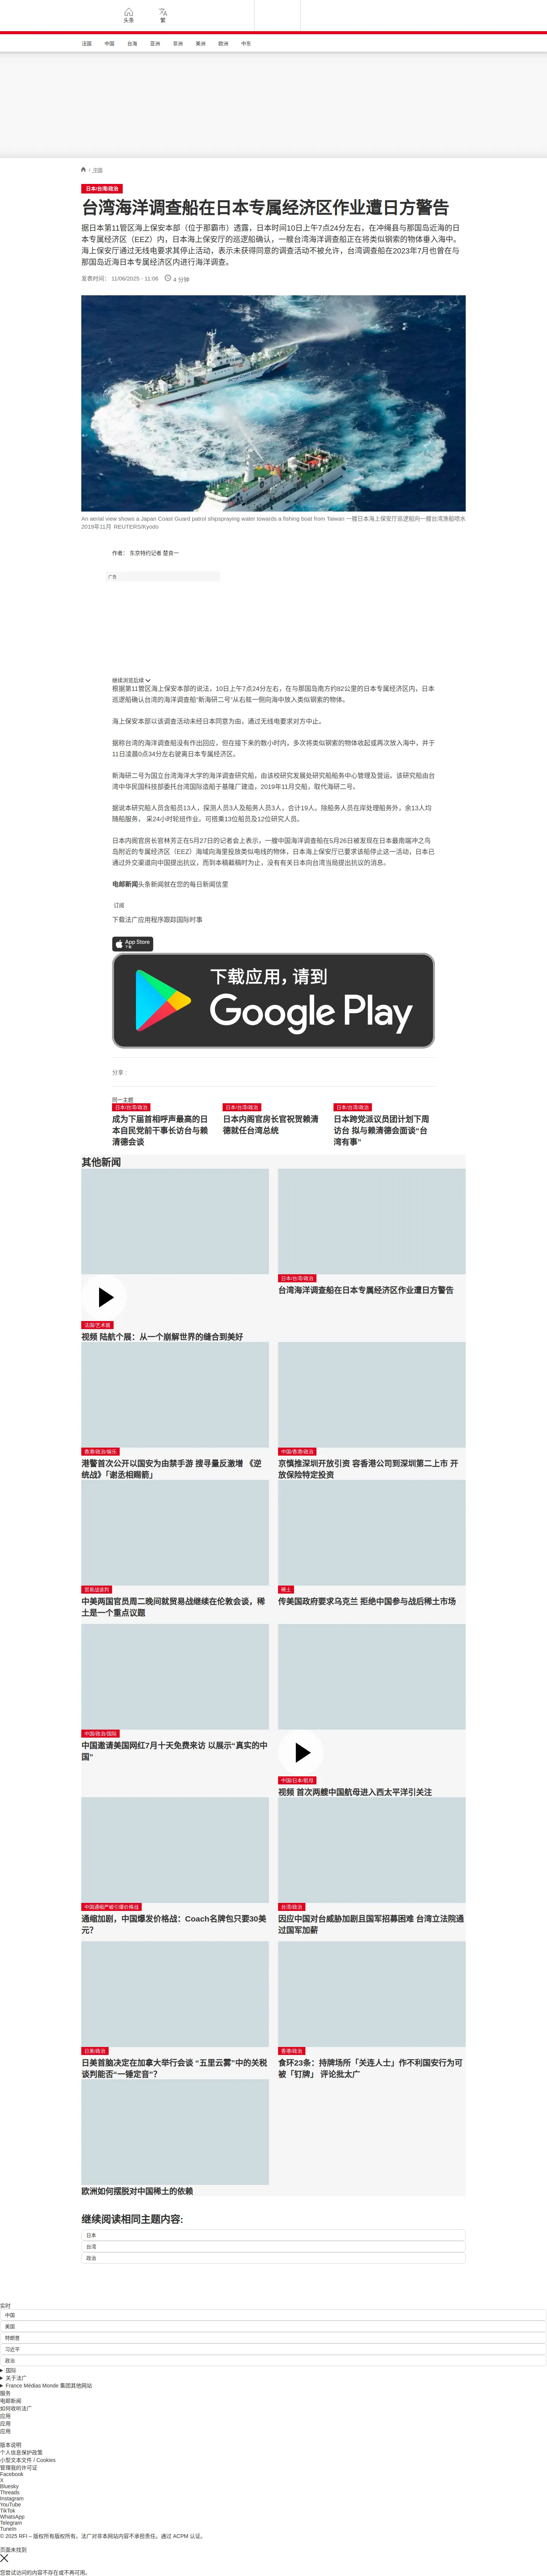 头条
繁
法国
中国
台海
亚洲
非洲
美洲
欧洲
中东
/ 中國
日本/台湾/政治
台湾海洋调查船在日本专属经济区作业遭日方警告
据日本第11管区海上保安本部（位于那霸市）透露，日本时间10日上午7点24分左右，在冲绳县与那国岛近海的日
本专属经济区（EEZ）内，日本海上保安厅的巡逻船确认，一艘台湾海洋调查船正在将类似钢索的物体垂入海中。
海上保安厅通过无线电要求其停止活动，表示未获得同意的调查活动不被允许，台湾调查船在2023年7月也曾在与
那国岛近海日本专属经济区内进行海洋调查。
发表时间： 11/06/2025 - 11:06
4 分钟
An aerial view shows a Japan Coast Guard patrol shipspraying water towards a fishing boat from Taiwan 一艘日本海上保安厅巡逻船向一艘台湾渔船喷水
2019年11月 REUTERS/Kyodo
作者： 东京特约记者 楚良一
广告
继续浏览后续
根据第11管区海上保安本部的说法，10日上午7点24分左右，在与那国岛南方约82公里的日本专属经济区内，日本
巡逻船确认台湾的海洋调查船“新海研二号”从右舷一侧向海中放入类似钢索的物体。
海上保安本部以该调查活动未经日本同意为由，通过无线电要求对方中止。
据称台湾的海洋调查船没有作出回应，但在接下来的数小时内，多次将类似钢索的物体收起或再次放入海中，并于
11日凌晨0点34分左右驶离日本专属经济区。
新海研二号为国立台湾海洋大学的海洋调查研究船，由该校研究发展处研究船船务中心管理及营运。该研究船由台
湾中华民国科技部委托台湾国际造船于基隆厂建造，2019年11月交船，取代海研二号。
据说本研究船人员含船员13人，探测人员3人及船务人员3人，合计19人。除船务人员在岸处理船务外，余13人均
随船服务， 采24小时轮班作业。可搭乘13位船员及12位研究人员。
日本内阁官房长官林芳正在5月27日的记者会上表示，一艘中国海洋调查船在5月26日被发现在日本最南端冲之鸟
岛附近的专属经济区（EEZ）海域向海里投放类似电线的物体，日本海上保安厅已要求该船停止这一活动，日本已
通过外交渠道向中国提出抗议，而到本稿截稿时为止，没有有关日本向台湾当局提出抗议的消息。
电邮新闻头条新闻就在您的每日新闻信里
订阅
下载法广应用程序跟踪国际时事
App Store
下载
下载应用，请到
Google Play
分享 :
同一主题
日本/台湾/政治
成为下届首相呼声最高的日
本自民党前干事长访台与赖
清德会谈
日本/台湾/政治
日本内阁官房长官祝贺赖清
德就任台湾总统
日本/台湾/政治
日本跨党派议员团计划下周
访台 拟与赖清德会面谈“台
湾有事”
其他新闻
法国/艺术展
视频 陆航个展：从一个崩解世界的缝合到美好
日本/台湾/政治
台湾海洋调查船在日本专属经济区作业遭日方警告
香港/政治/娱乐
港警首次公开以国安为由禁手游 搜寻量反激增 《逆
统战》「谢丞相赐箭」
中国/香港/政治
京慎推深圳开放引资 容香港公司到深圳第二上市 开
放保险特定投资
贸易战谈判
中美两国官员周二晚间就贸易战继续在伦敦会谈，稀
土是一个重点议题
稀土
传美国政府要求乌克兰 拒绝中国参与战后稀土市场
中国/政治/国际
中国邀请美国网红7月十天免费来访 以展示“真实的中
国”
中国/日本/航母
视频 首次两艘中国航母进入西太平洋引关注
中国通缩严峻引爆价格战
通缩加剧，中国爆发价格战：Coach名牌包只要30美
元？
台湾/政治
因应中国对台威胁加剧且国军招募困难 台湾立法院通
过国军加薪
日美/政治
日美首脑决定在加拿大举行会谈 “五里云雾”中的关税
谈判能否“一锤定音”？
香港/政治
食环23条：持牌场所「关连人士」作不利国安行为可
被「钉牌」 评论批太广
欧洲如何摆脱对中国稀土的依赖
继续阅读相同主题内容:
日本
台湾
政治
实时
中国
美国
特朗普
习近平
政治
国际
关于法广
France Médias Monde 集团其他网站
服务
电邮新闻
如何收听法广
应用
应用
应用
版本说明
个人信息保护政策
小型文本文件 / Cookies
管理我的许可证
Facebook
X
Bluesky
Threads
Instagram
YouTube
TikTok
WhatsApp
Telegram
TuneIn
© 2025 RFI – 版权所有版权所有。法广对非本网站内容不承担责任。通过 ACPM 认证。
页面未找到
您尝试访问的内容不存在或不再可用。